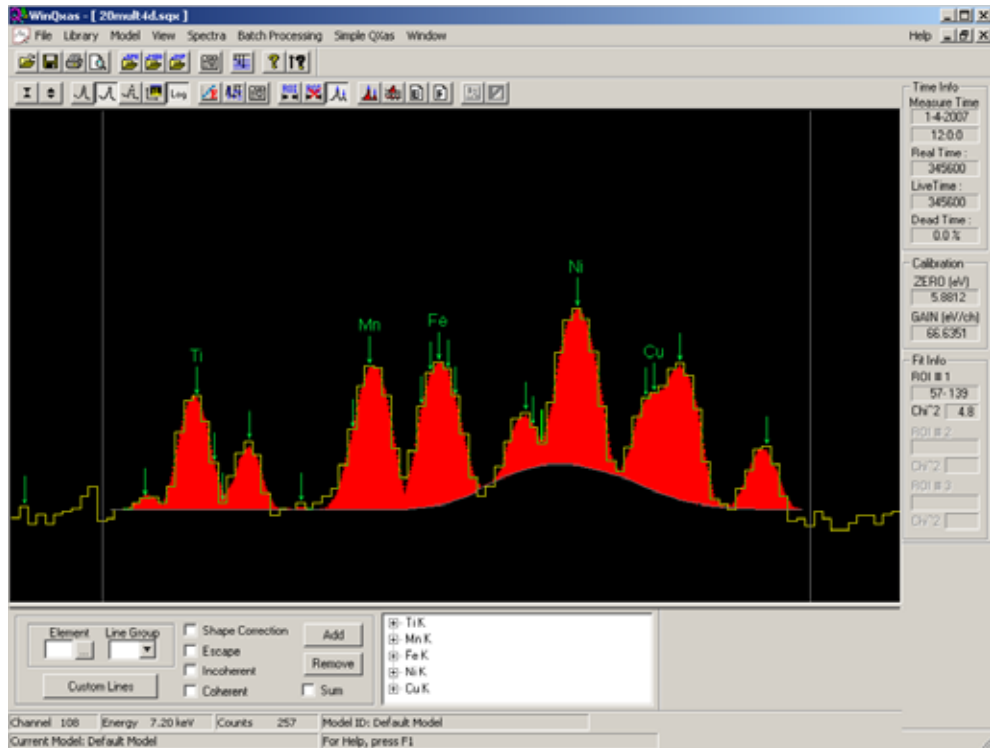 WinQxas - [ 20mult4d.sqx ]
File Library Model View Spectra Batch Processing Simple QXas Window Help
Log
Time Info
Measure Time
1-4-2007
12:0:0
Real Time :
345600
LiveTime :
345600
Dead Time :
0.0 %
Calibration
ZERO (eV)
5.8812
GAIN (eV/ch)
66.6351
Fit Info
ROI # 1
57- 139
Chi^2 4.8
ROI # 2
Chi^2
ROI # 3
Chi^2
Ni
Mn Fe
Ti Cu
Element Line Group
Custom Lines
Shape Correction
Escape
Incoherent
Coherent
Add
Remove
Sum
Ti K
Mn K
Fe K
Ni K
Cu K
Channel 108 Energy 7.20 keV Counts 257 Model ID: Default Model
Current Model: Default Model For Help, press F1